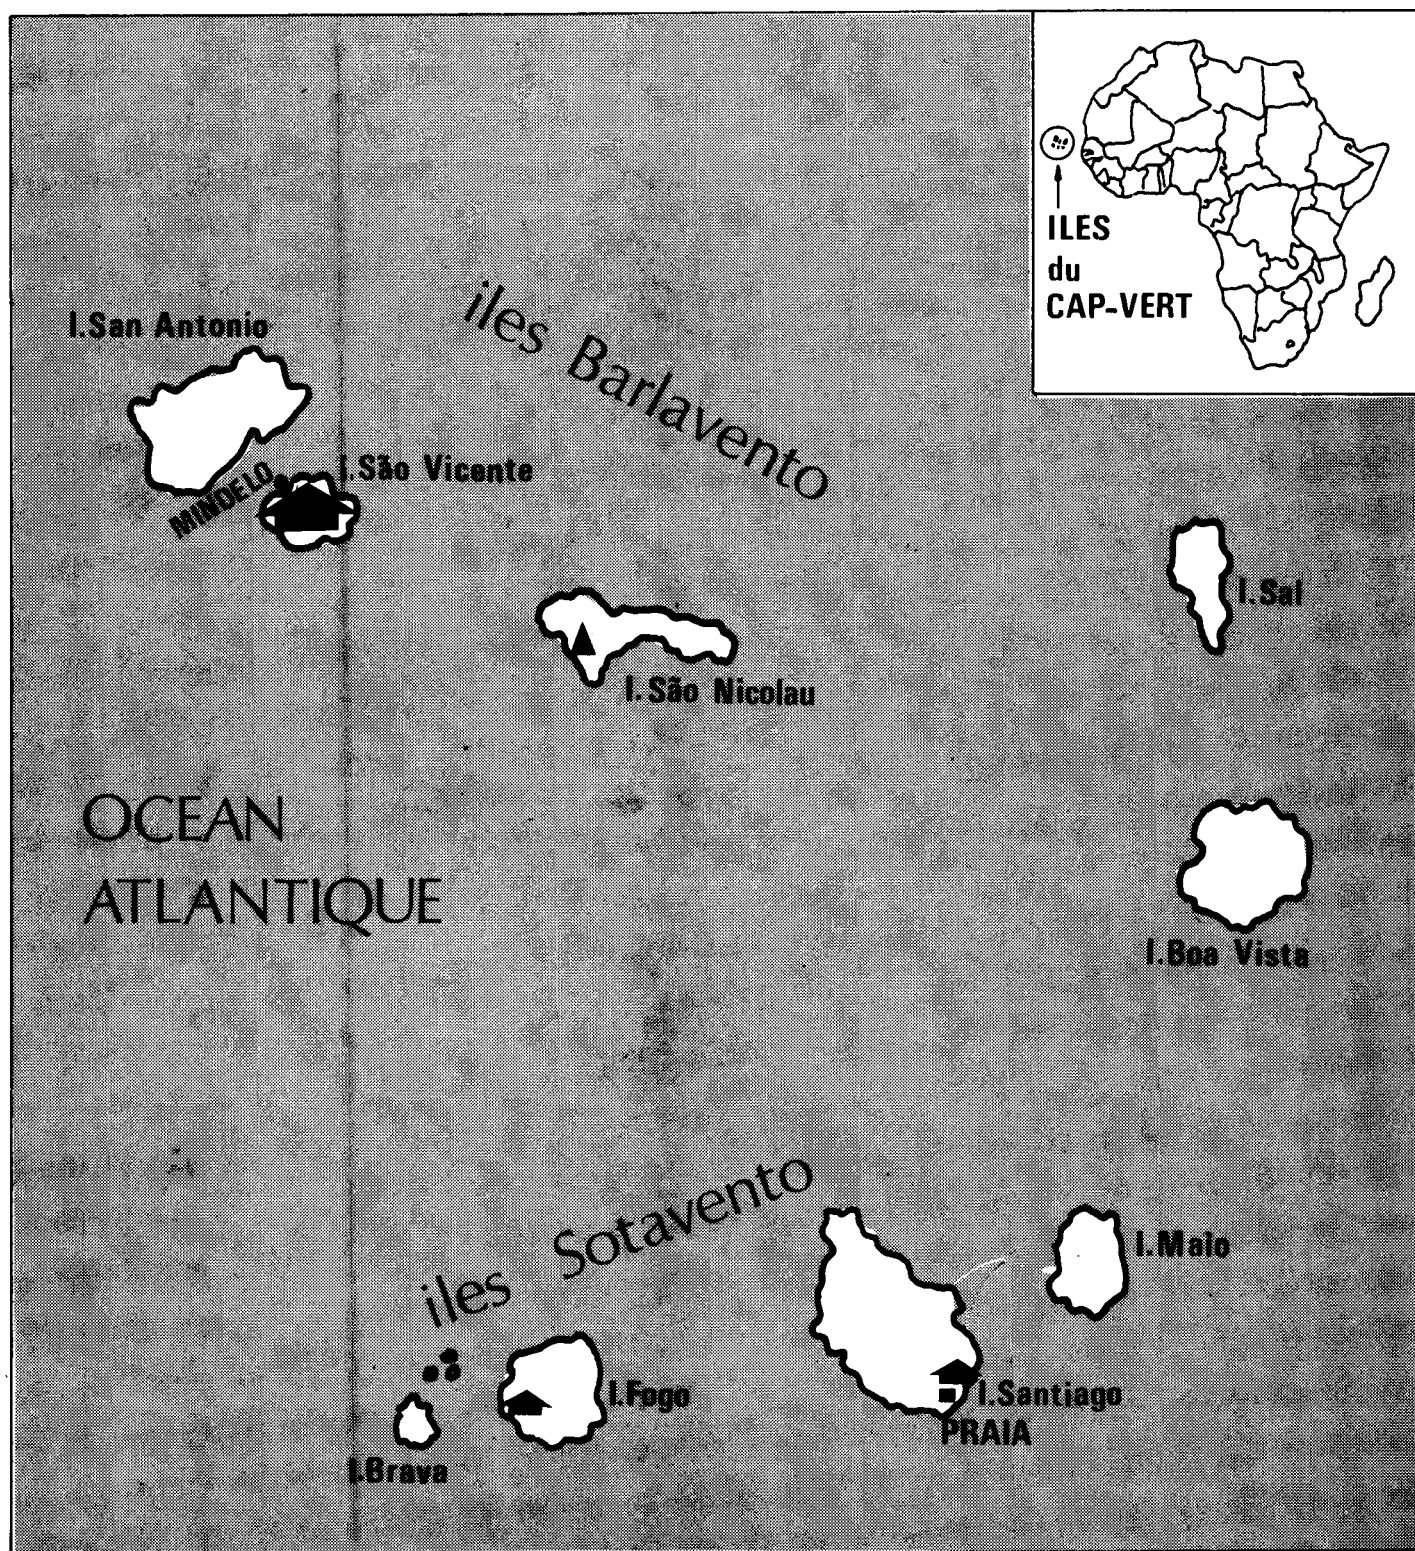 ILES
du
CAP-VERT
iles Barlavento
I.San Antonio
I.São Vicente
MINDELO
I.Sal
I.São Nicolau
OCEAN
ATLANTIQUE
I.Boa Vista
iles Sotavento
I.Maio
I.Fogo
I.Santiago
PRAIA
I.Brava